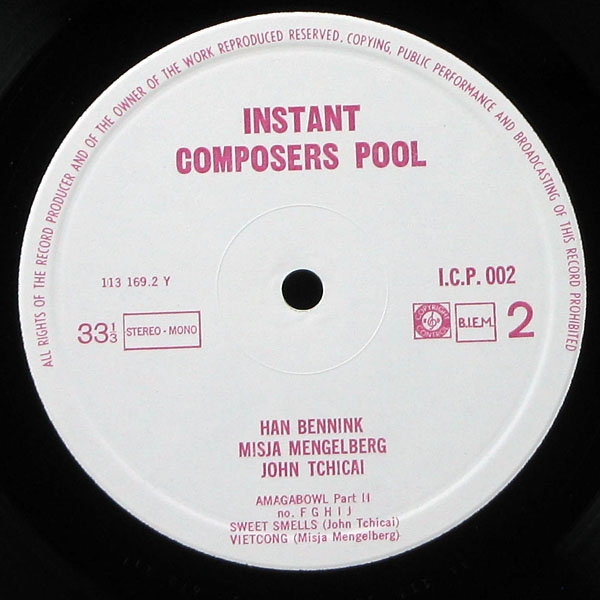 ALL RIGHTS OF THE RECORD PRODUCER AND OF THE OWNER OF THE WORK REPRODUCED RESERVED. COPYING, PUBLIC PERFORMANCE AND BROADCASTING OF THIS RECORD PROHIBITED
INSTANT
COMPOSERS POOL
113 169.2 Y
I.C.P. 002
33⅓
STEREO - MONO
COPYRIGHT CONTROL
B.I.E.M.
2
HAN BENNINK
MISJA MENGELBERG
JOHN TCHICAI
AMAGABOWL Part II
no. F G H I J
SWEET SMELLS (John Tchicai)
VIETCONG (Misja Mengelberg)